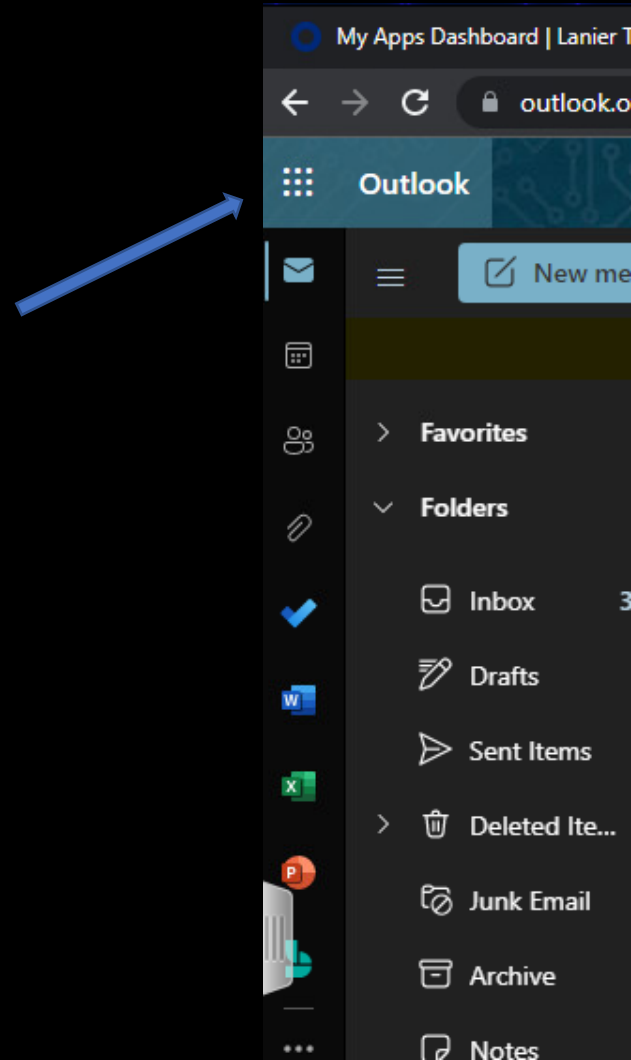 My Apps Dashboard | Lanier T
outlook.o
Outlook
New me
Favorites
Folders
Inbox 3
Drafts
Sent Items
Deleted Ite...
Junk Email
Archive
Notes
W
X
P